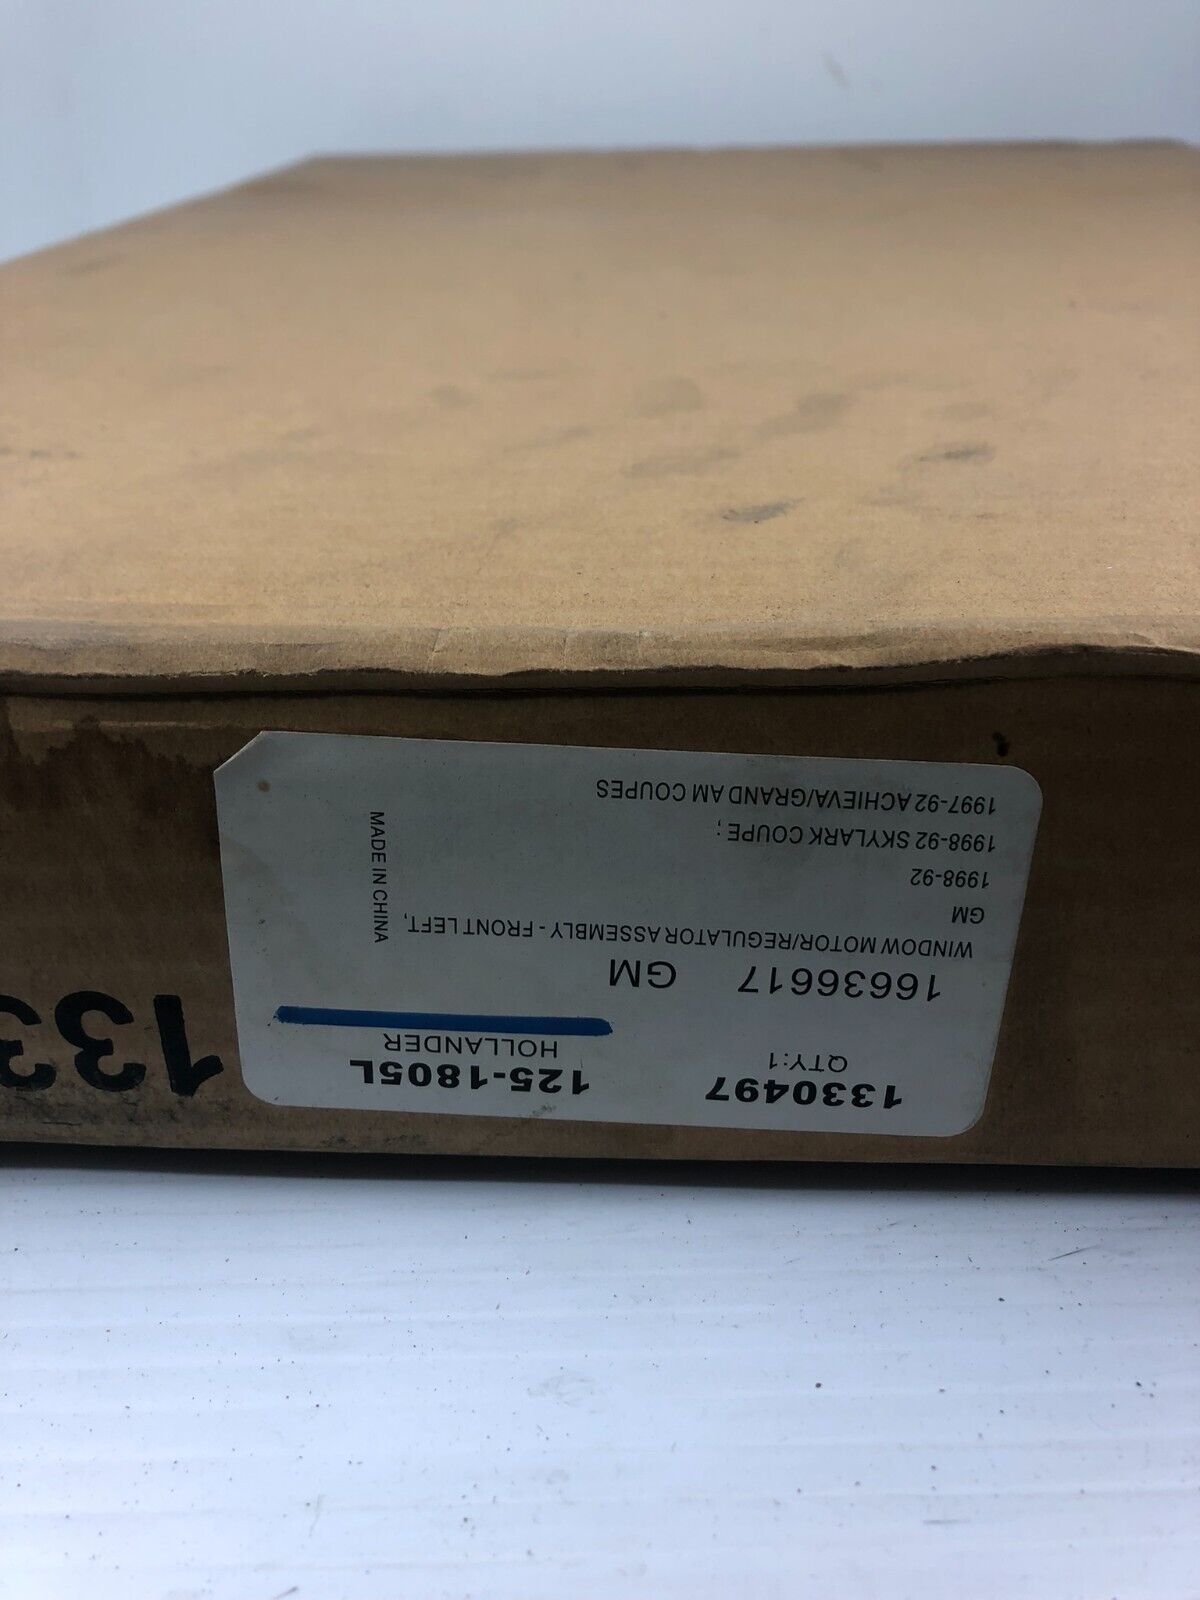 1330497 125-1805L
QTY:1 HOLLANDER
16636617 GM
WINDOW MOTOR/REGULATOR ASSEMBLY - FRONT LEFT,
GM
1998-92
1998-92 SKYLARK COUPE ;
1997-92 ACHIEVA/GRAND AM COUPES
MADE IN CHINA
133